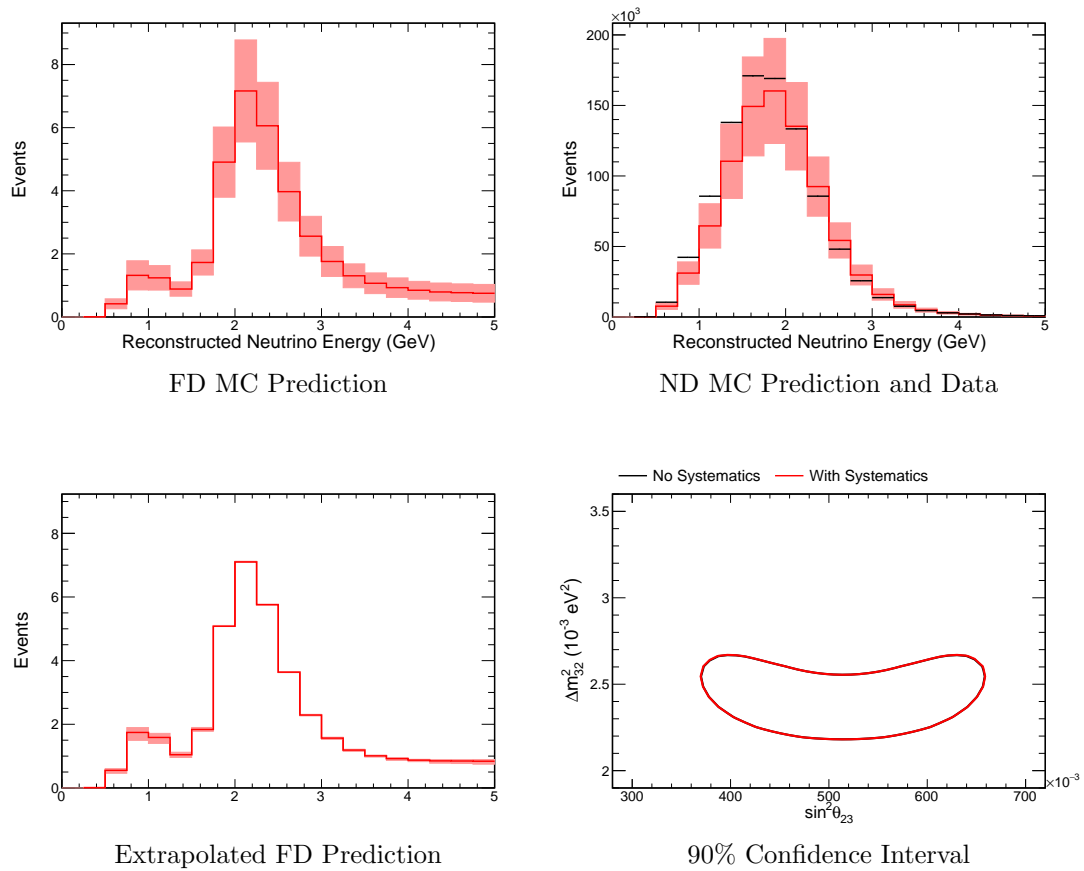 Events
8
6
4
2
0
0 1 2 3 4 5
Reconstructed Neutrino Energy (GeV)
FD MC Prediction
×10³
Events
200
150
100
50
0
0 1 2 3 4 5
Reconstructed Neutrino Energy (GeV)
ND MC Prediction and Data
Events
8
6
4
2
0
0 1 2 3 4 5
Extrapolated FD Prediction
No Systematics With Systematics
Δm²₃₂ (10⁻³ eV²)
3.5
3
2.5
2
300 400 500 600 700
×10⁻³
sin²θ₂₃
90% Confidence Interval